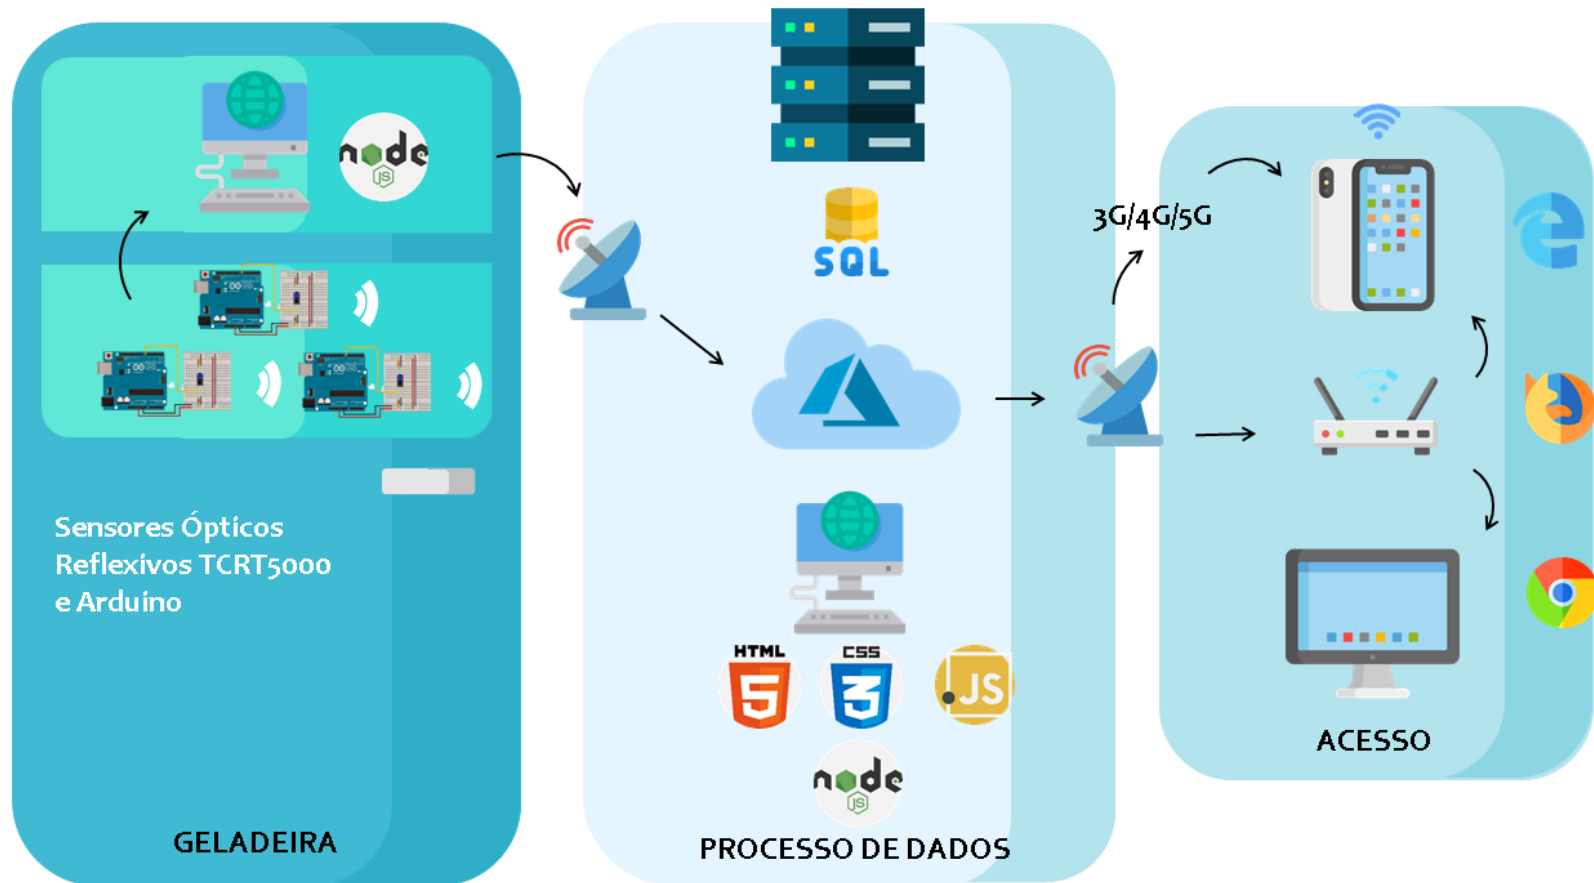 node
JS
Sensores Ópticos
Reflexivos TCRT5000
e Arduíno
GELADEIRA
SQL
HTML
5
CSS
3
.JS
node
JS
PROCESSO DE DADOS
3G/4G/5G
ACESSO